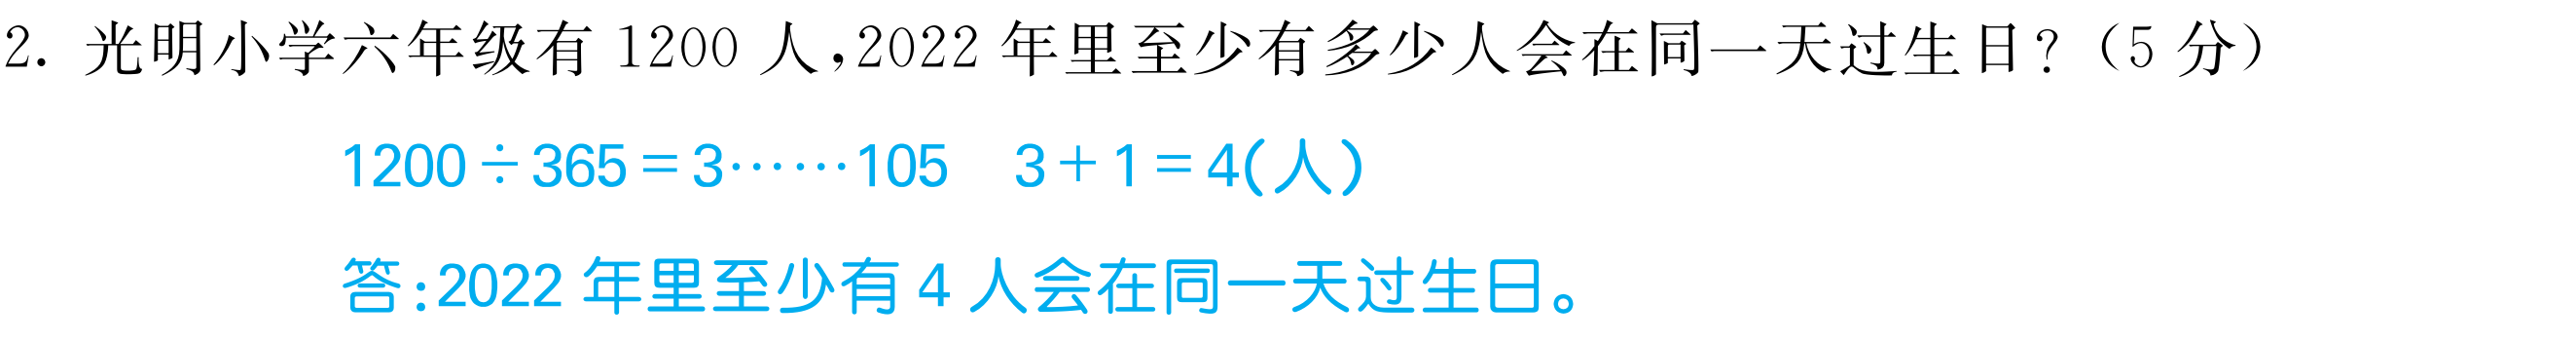 2. 光明小学六年级有 1200 人,2022 年里至少有多少人会在同一天过生日?(5 分)
1200÷365=3……105 3+1=4(人)
答:2022 年里至少有 4 人会在同一天过生日。